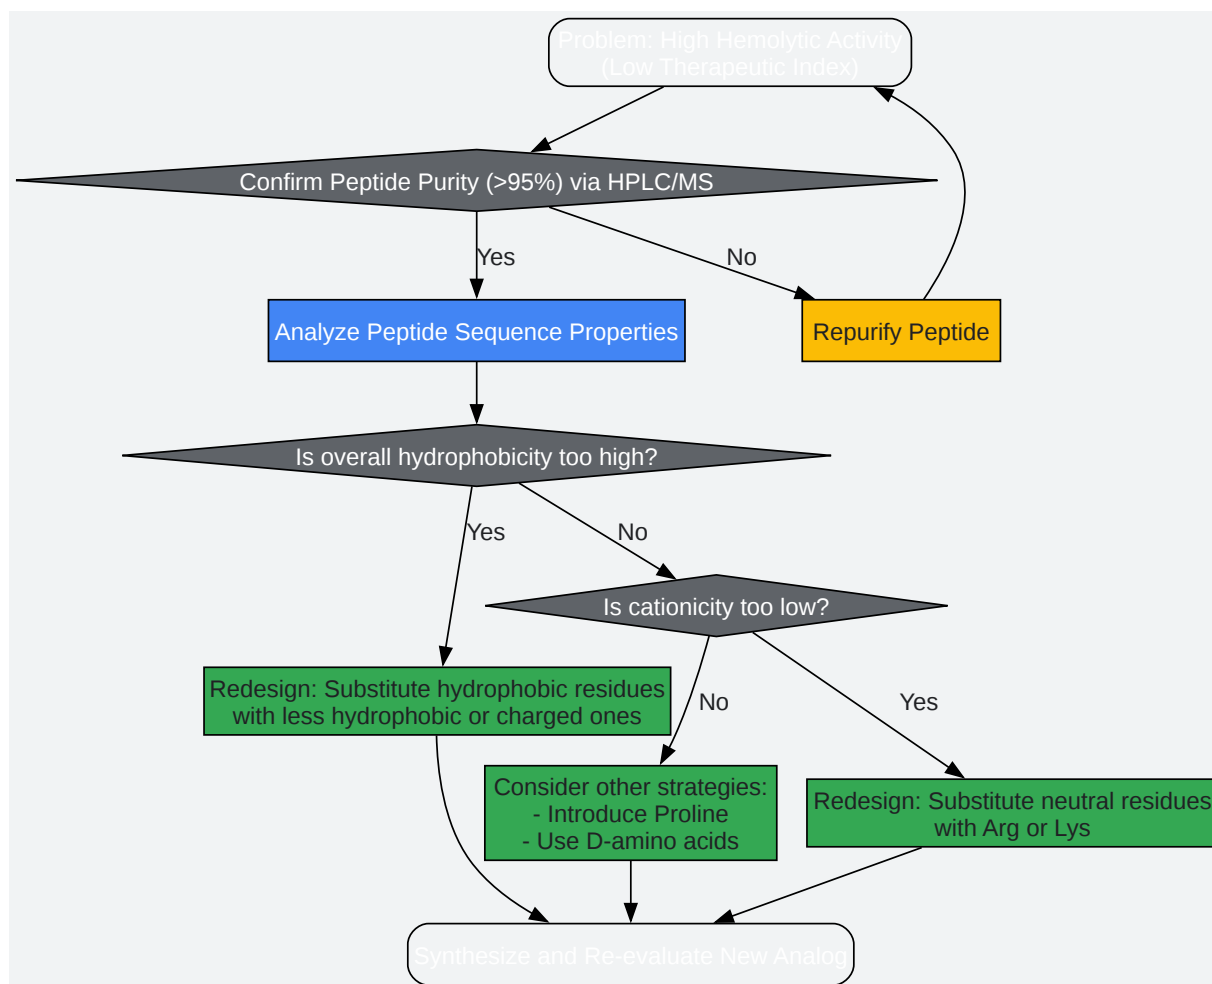 Problem: High Hemolytic Activity
(Low Therapeutic Index)
Confirm Peptide Purity (>95%) via HPLC/MS
Yes
No
Analyze Peptide Sequence Properties
Repurify Peptide
Is overall hydrophobicity too high?
Yes
No
Is cationicity too low?
Redesign: Substitute hydrophobic residues
with less hydrophobic or charged ones
No
Yes
Consider other strategies:
- Introduce Proline
- Use D-amino acids
Redesign: Substitute neutral residues
with Arg or Lys
Synthesize and Re-evaluate New Analog